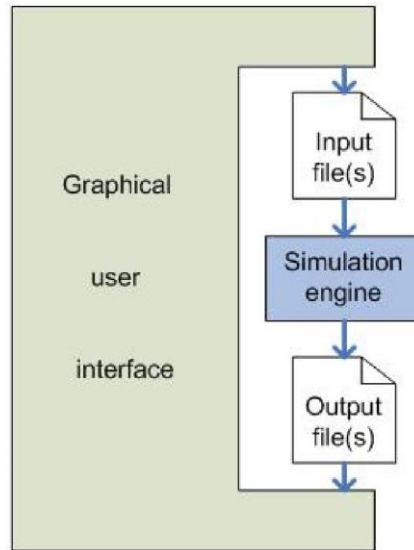 Graphical
user
interface
Input
file(s)
Simulation
engine
Output
file(s)